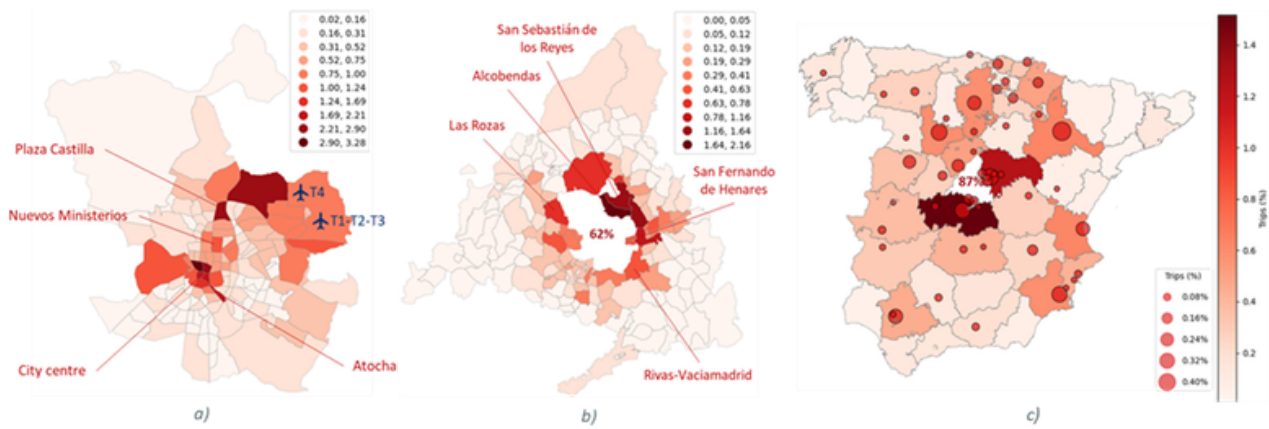 0.02, 0.16
0.16, 0.31
0.31, 0.52
0.52, 0.75
0.75, 1.00
1.00, 1.24
1.24, 1.69
1.69, 2.21
2.21, 2.90
2.90, 3.28
Plaza Castilla
Nuevos Ministerios
T4
T1-T2-T3
City centre
Atocha
a)
San Sebastián de
los Reyes
Alcobendas
Las Rozas
0.00, 0.05
0.05, 0.12
0.12, 0.19
0.19, 0.29
0.29, 0.41
0.41, 0.63
0.63, 0.78
0.78, 1.16
1.16, 1.64
1.64, 2.16
San Fernando
de Henares
62%
Rivas-Vaciamadrid
b)
87%
Trips (%)
0.08%
0.16%
0.24%
0.32%
0.40%
1.4
1.2
1.0
0.8
0.6
0.4
0.2
Trips (%)
c)